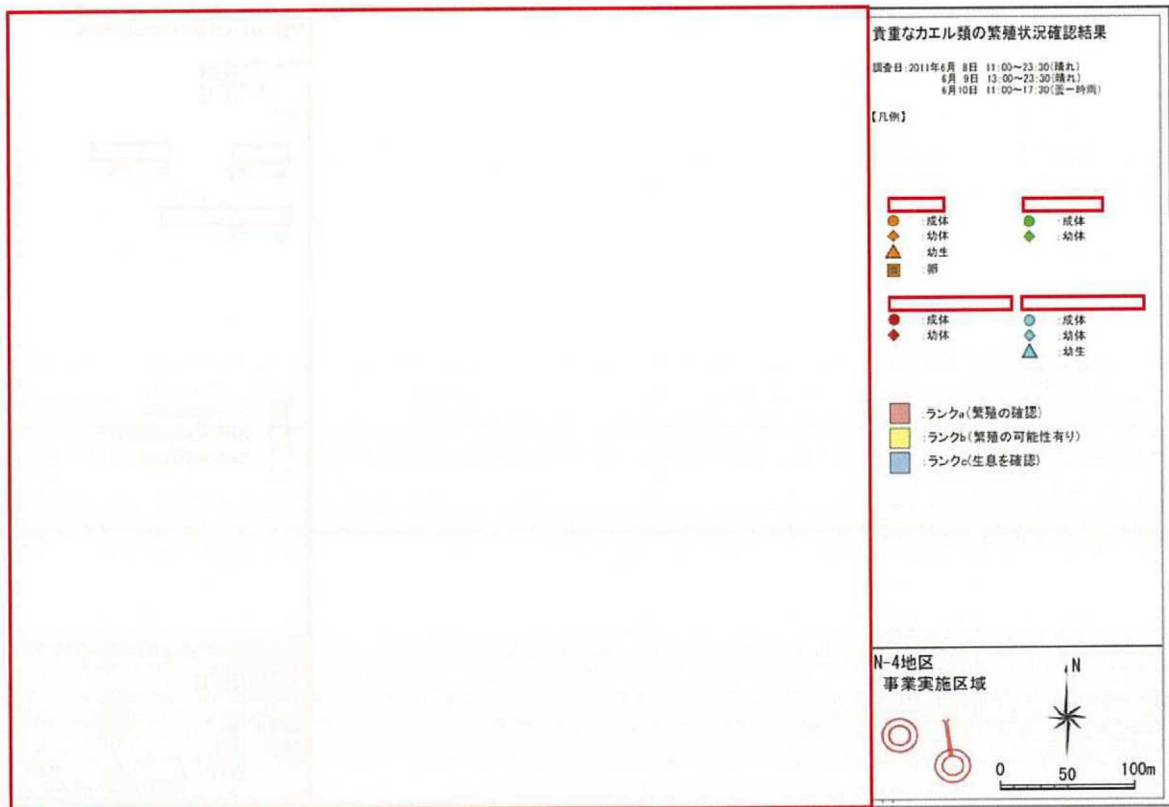 貴重なカエル類の繁殖状況確認結果
調査日:2011年6月 8日 11:00～23:30(晴れ)
6月 9日 13:00～23:30(晴れ)
6月10日 11:00～17:30(曇一時雨)
【凡例】
:成体
:幼体
:幼生
:卵
:成体
:幼体
:成体
:幼体
:成体
:幼体
:幼生
:ランクa(繁殖の確認)
:ランクb(繁殖の可能性有り)
:ランクc(生息を確認)
N-4地区
事業実施区域
N
0 50 100m